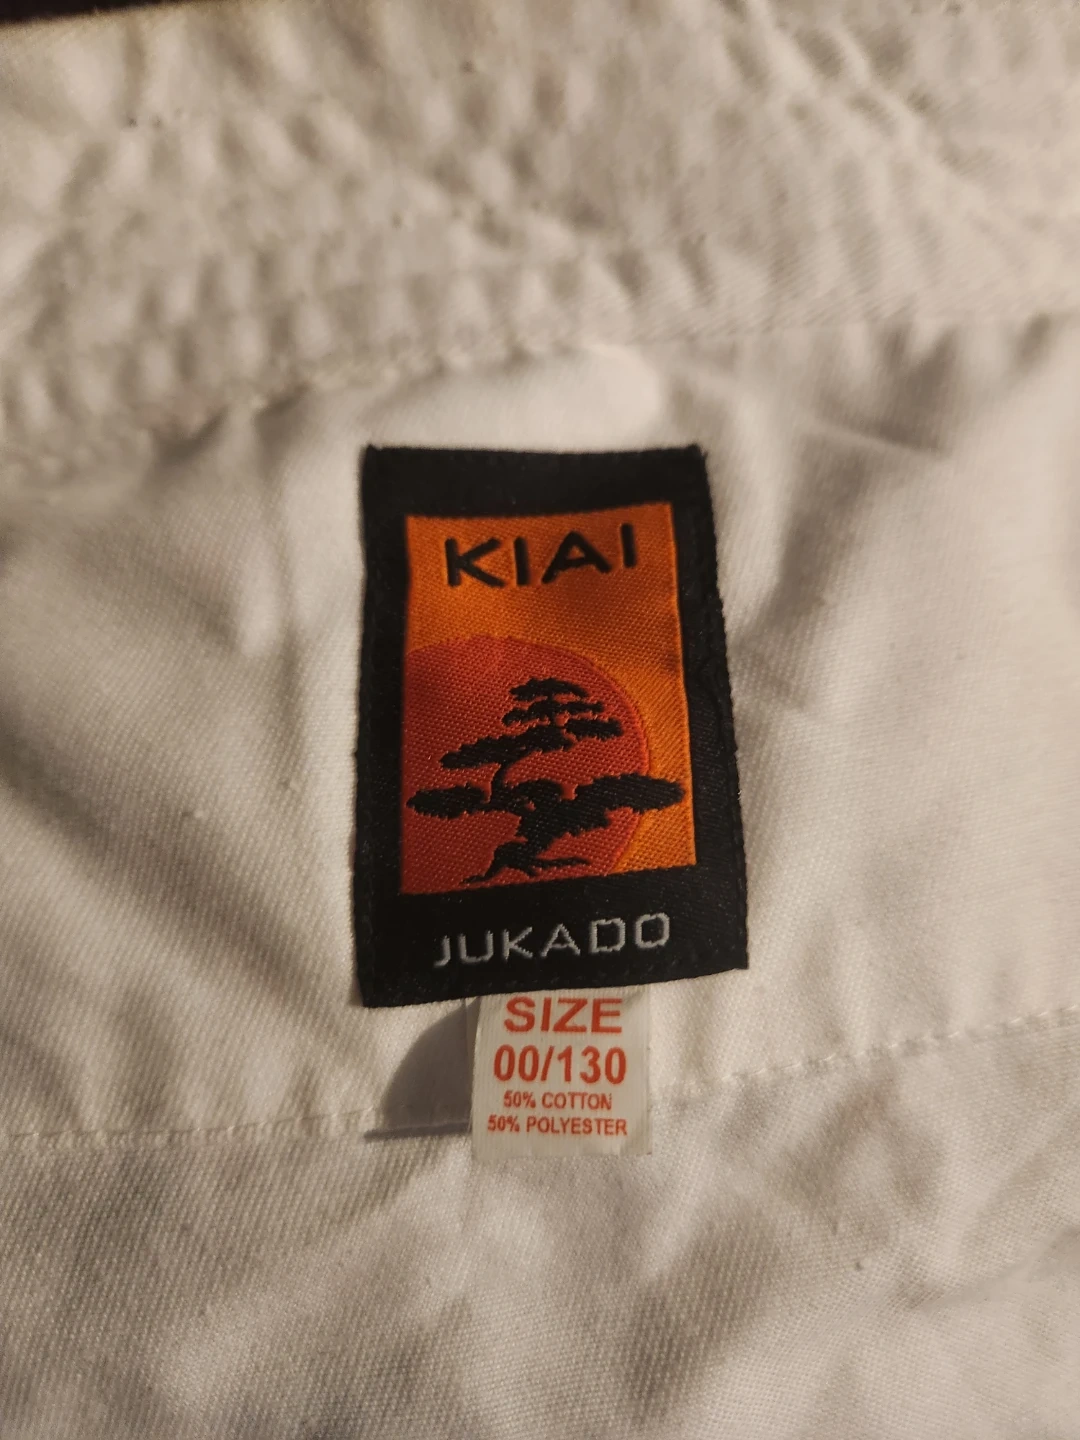 KIAI
JUKADO
SIZE
00/130
50% COTTON
50% POLYESTER